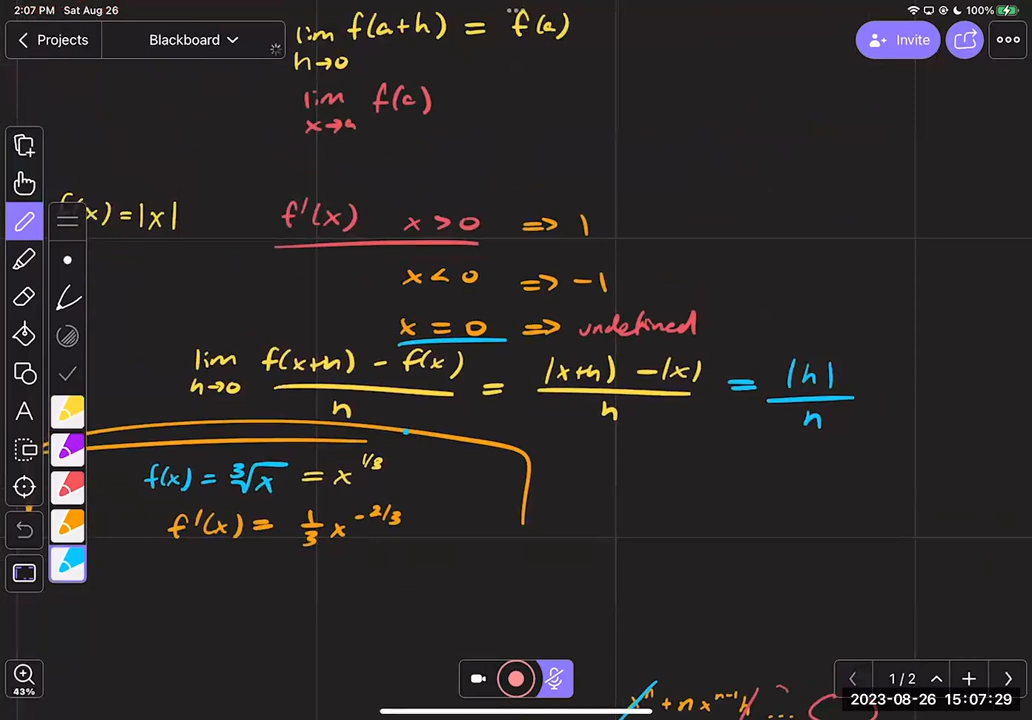 2:07 PM Sat Aug 26
100%
Projects
Blackboard
Invite
lim f(a+h) = f(a)
h→0
lim f(a)
x→a
f(x) = |x|
f'(x) x > 0 => 1
x < 0 => -1
x = 0 => undefined
lim f(x+h) - f(x) = |x+h| - |x| = |h|
h→0 h h h
f(x) = ∛x = x^1/3
f'(x) = 1/3 x^-2/3
A
43%
1 / 2
x^n + n x^n-1 h ...
2023-08-26 15:07:29